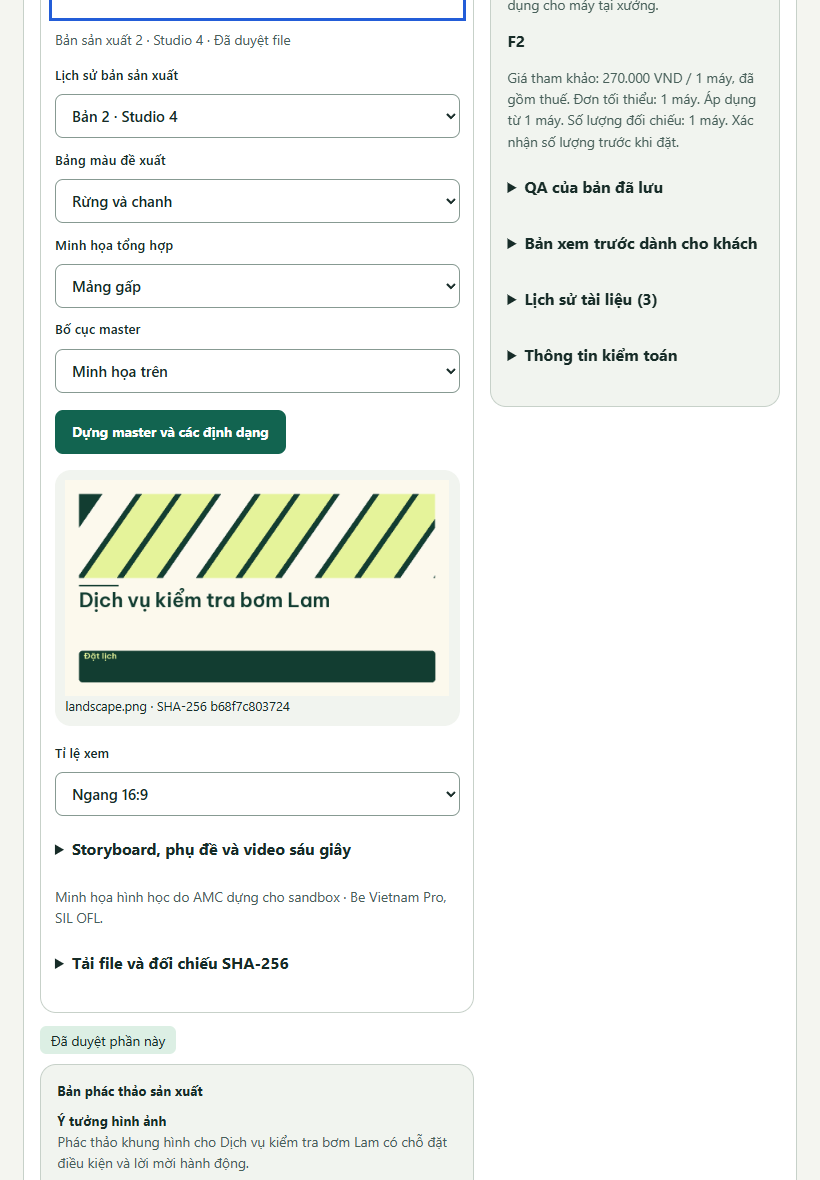 Bản sản xuất 2 · Studio 4 · Đã duyệt file
Lịch sử bản sản xuất
Bản 2 · Studio 4
Bảng màu đề xuất
Rừng và chanh
Minh họa tổng hợp
Mảng gấp
Bố cục master
Minh họa trên
Dựng master và các định dạng
Dịch vụ kiểm tra bơm Lam
Đặt lịch
landscape.png · SHA-256 b68f7c803724
Tỉ lệ xem
Ngang 16:9
Storyboard, phụ đề và video sáu giây
Minh họa hình học do AMC dựng cho sandbox · Be Vietnam Pro,
SIL OFL.
Tải file và đối chiếu SHA-256
Đã duyệt phần này
Bản phác thảo sản xuất
Ý tưởng hình ảnh
Phác thảo khung hình cho Dịch vụ kiểm tra bơm Lam có chỗ đặt
điều kiện và lời mời hành động.
dụng cho máy tại xưởng.
F2
Giá tham khảo: 270.000 VND / 1 máy, đã
gồm thuế. Đơn tối thiểu: 1 máy. Áp dụng
từ 1 máy. Số lượng đối chiếu: 1 máy. Xác
nhận số lượng trước khi đặt.
QA của bản đã lưu
Bản xem trước dành cho khách
Lịch sử tài liệu (3)
Thông tin kiểm toán